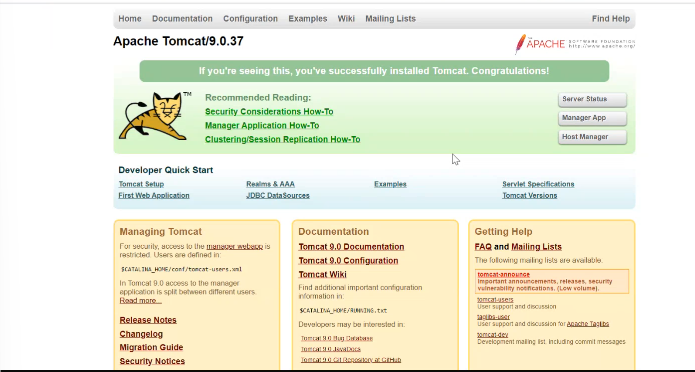 Home Documentation Configuration Examples Wiki Mailing Lists Find Help
Apache Tomcat/9.0.37
THE
APACHE
SOFTWARE FOUNDATION
http://www.apache.org/
If you're seeing this, you've successfully installed Tomcat. Congratulations!
TM
Recommended Reading:
Security Considerations How-To
Manager Application How-To
Clustering/Session Replication How-To
Server Status
Manager App
Host Manager
Developer Quick Start
Tomcat Setup
First Web Application
Realms & AAA
JDBC DataSources
Examples
Servlet Specifications
Tomcat Versions
Managing Tomcat
For security, access to the manager webapp is
restricted. Users are defined in:
$CATALINA_HOME/conf/tomcat-users.xml
In Tomcat 9.0 access to the manager
application is split between different users.
Read more...
Release Notes
Changelog
Migration Guide
Security Notices
Documentation
Tomcat 9.0 Documentation
Tomcat 9.0 Configuration
Tomcat Wiki
Find additional important configuration
information in:
$CATALINA_HOME/RUNNING.txt
Developers may be interested in:
Tomcat 9.0 Bug Database
Tomcat 9.0 JavaDocs
Tomcat 9.0 Git Repository at GitHub
Getting Help
FAQ and Mailing Lists
The following mailing lists are available:
tomcat-announce
Important announcements, releases, security
vulnerability notifications. (Low volume).
tomcat-users
User support and discussion
taglibs-user
User support and discussion for Apache Taglibs
tomcat-dev
Development mailing list, including commit messages